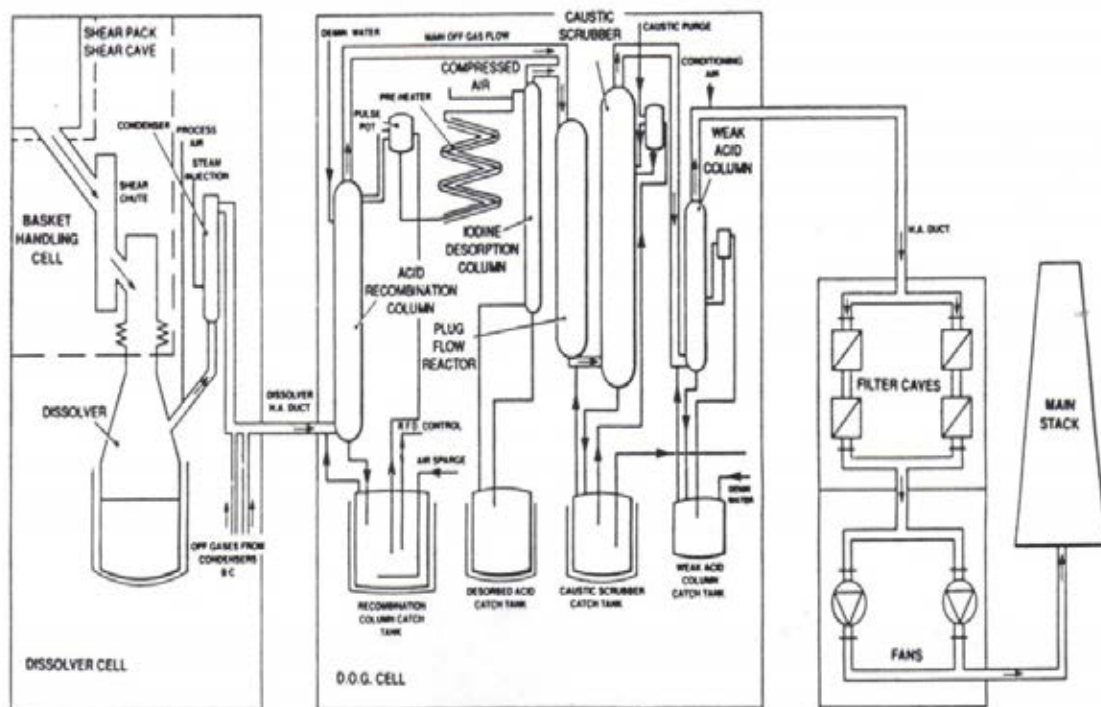 SHEAR PACK
SHEAR CAVE
CONDENSER
PROCESS
AIR
STEAM
INJECTION
SHEAR
CHUTE
BASKET
HANDLING
CELL
DISSOLVER
OFF GASES FROM
CONDENSERS
B C
DISSOLVER CELL
DISSOLVER
H.A. DUCT
DEMIN WATER
MAIN OFF GAS FLOW
CAUSTIC
SCRUBBER
CAUSTIC PURGE
COMPRESSED
AIR
PRE-HEATER
PULSE
POT
CONDITIONING
AIR
WEAK
ACID
COLUMN
IODINE
DESORPTION
COLUMN
ACID
RECOMBINATION
COLUMN
PLUG
FLOW
REACTOR
R.F.D. CONTROL
AIR SPARGE
DEMIN
WATER
RECOMBINATION
COLUMN CATCH
TANK
DESORBED ACID
CATCH TANK
CAUSTIC SCRUBBER
CATCH TANK
WEAK ACID
COLUMN
CATCH TANK
D.O.G. CELL
H.A. DUCT
FILTER CAVES
FANS
MAIN
STACK